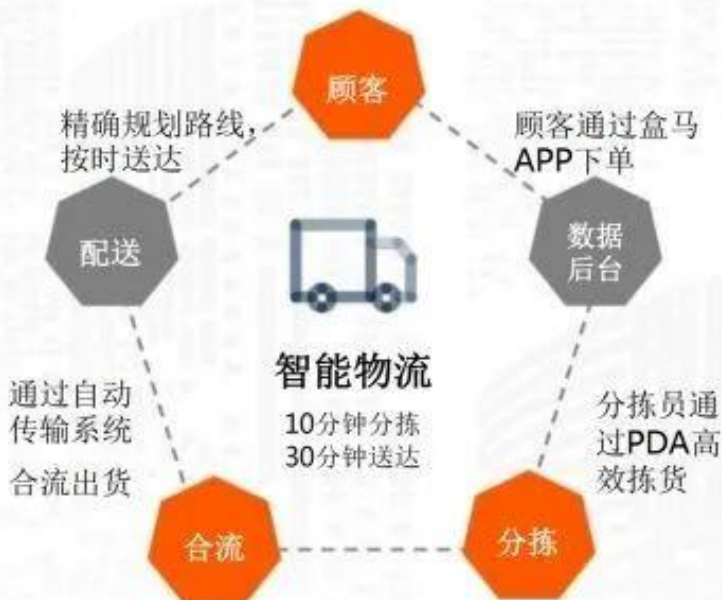 顾客
精确规划路线，
按时送达
顾客通过盒马
APP下单
配送
数据
后台
智能物流
10分钟分拣
30分钟送达
通过自动
传输系统
合流出货
分拣员通
过PDA高
效拣货
合流
分拣